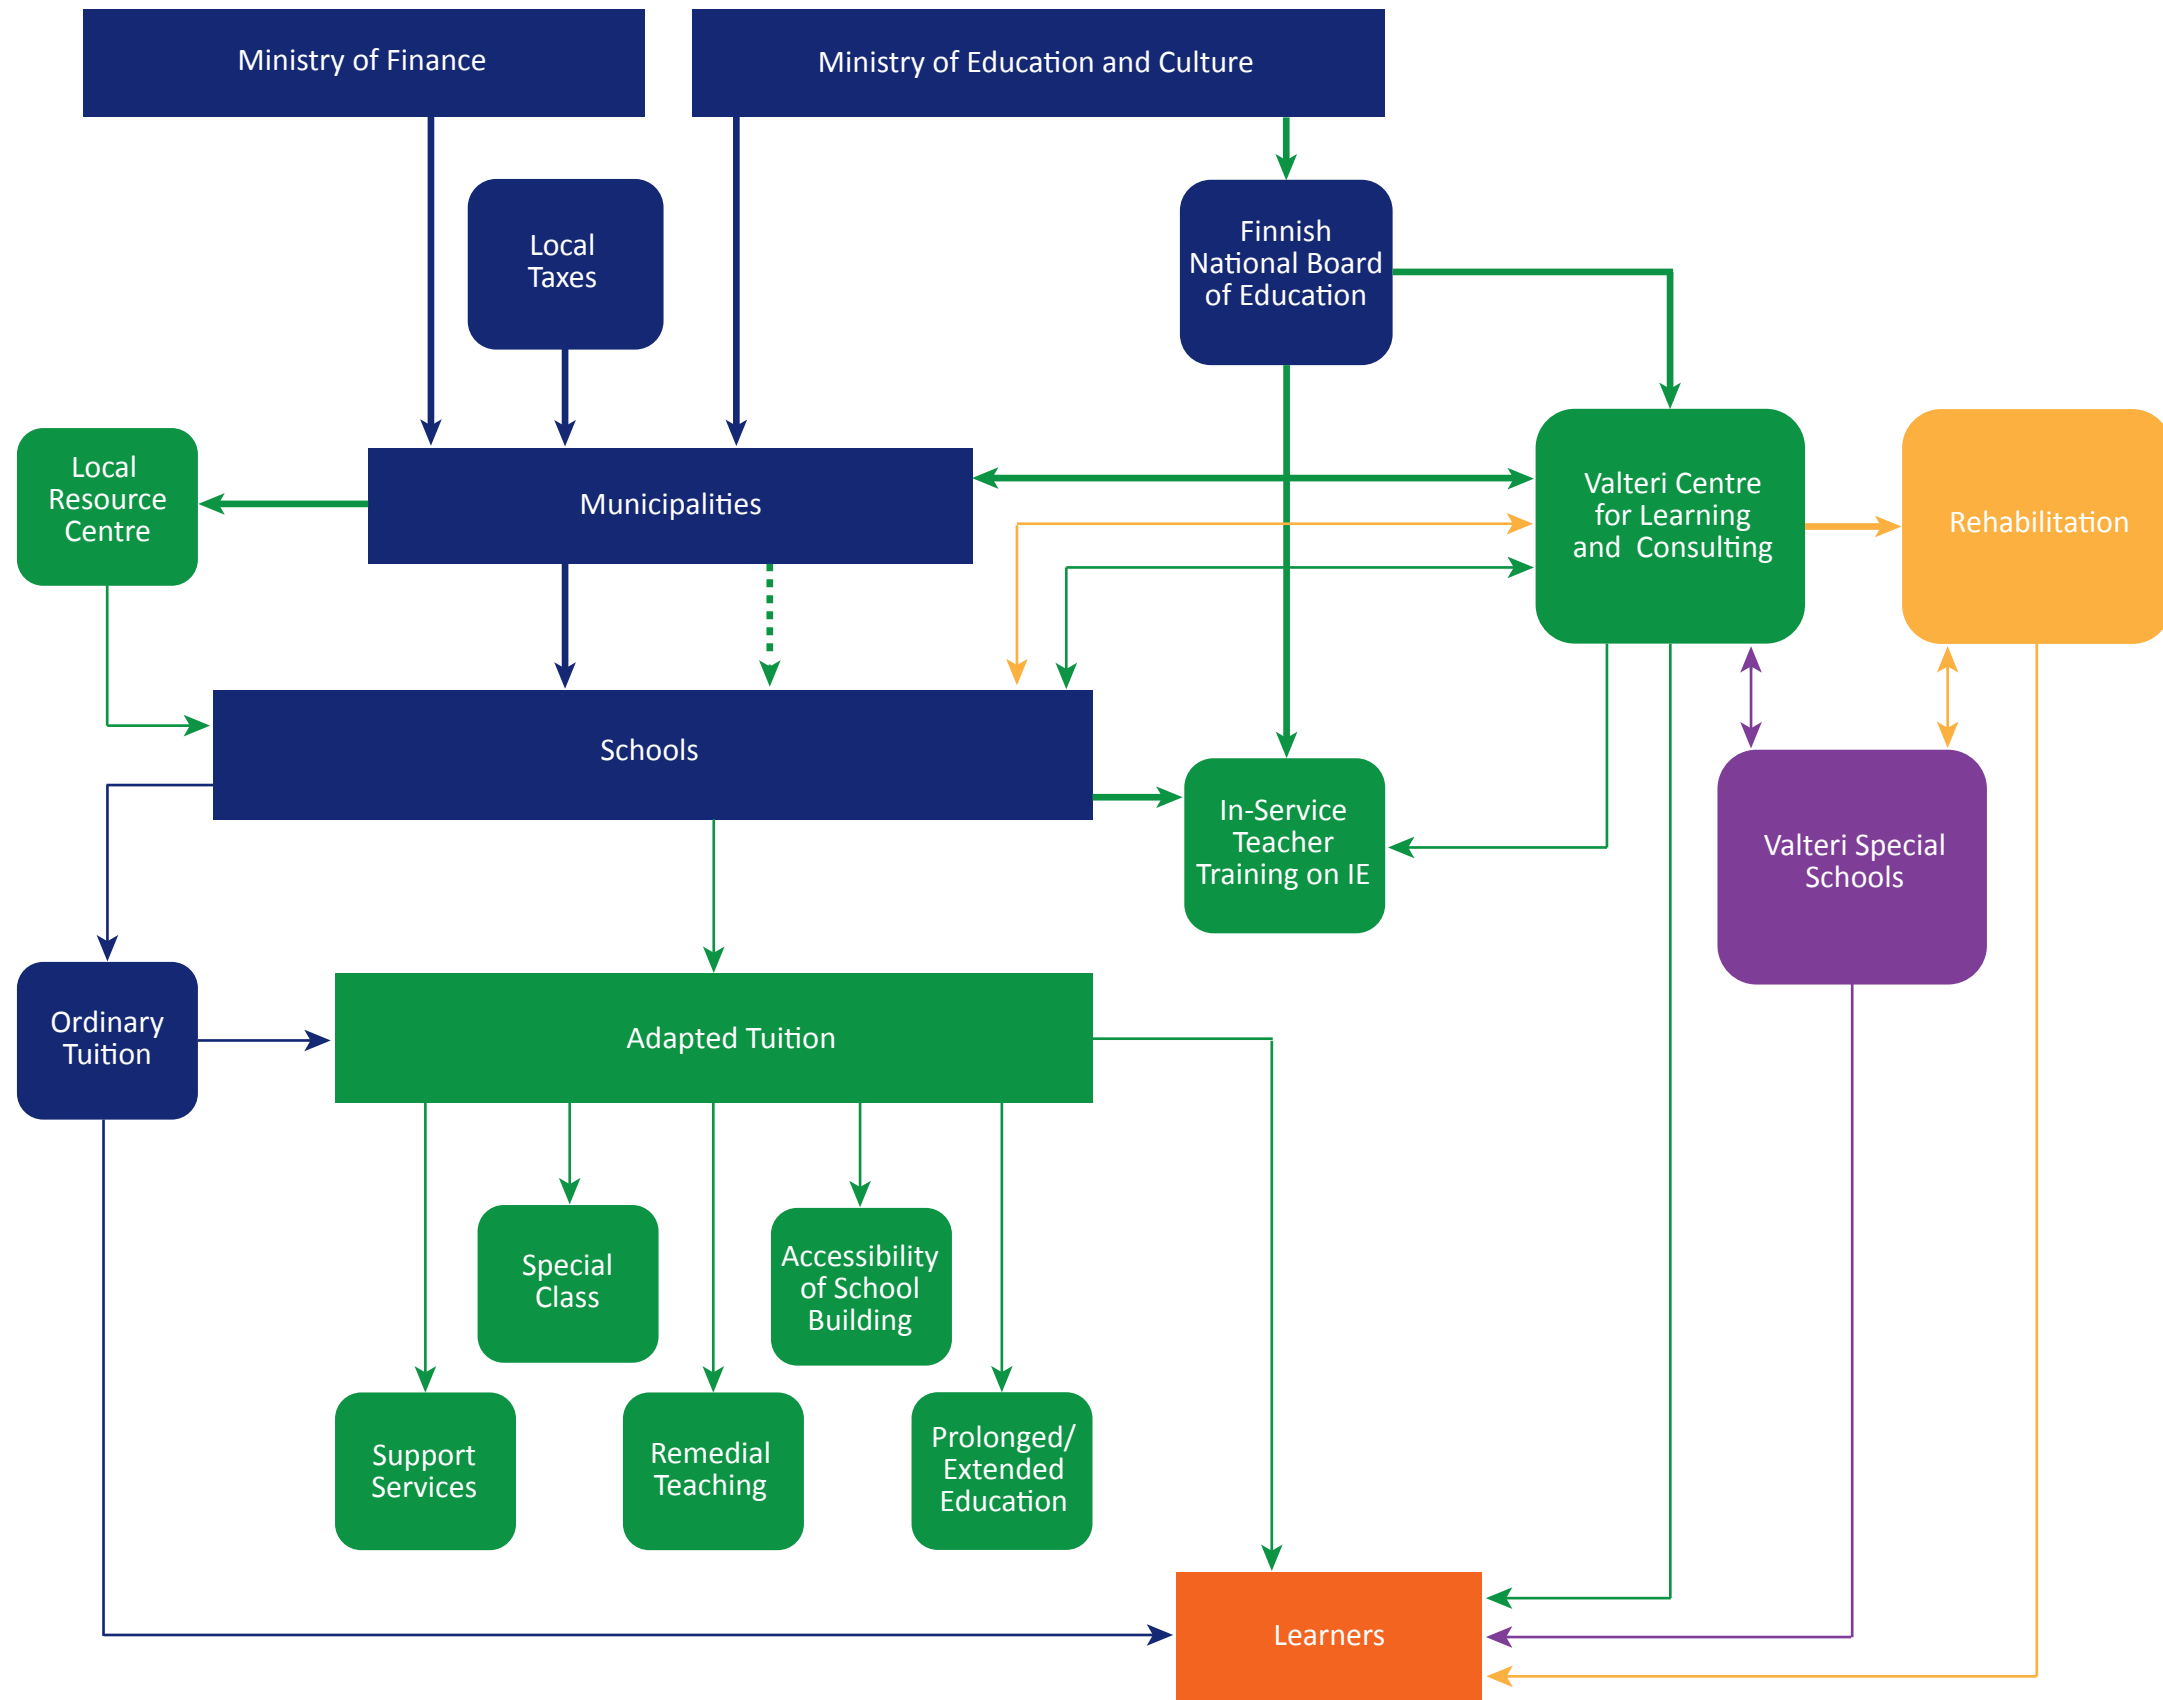 Ministry of Finance
Ministry of Education and Culture
Local
Taxes
Finnish
National Board
of Education
Local
Resource
Centre
Municipalities
Valteri Centre
for Learning
and  Consulting
Rehabilitation
Schools
In-Service
Teacher
Training on IE
Valteri Special
Schools
Ordinary
Tuition
Adapted Tuition
Special
Class
Accessibility
of School
Building
Support
Services
Remedial
Teaching
Prolonged/
Extended
Education
Learners